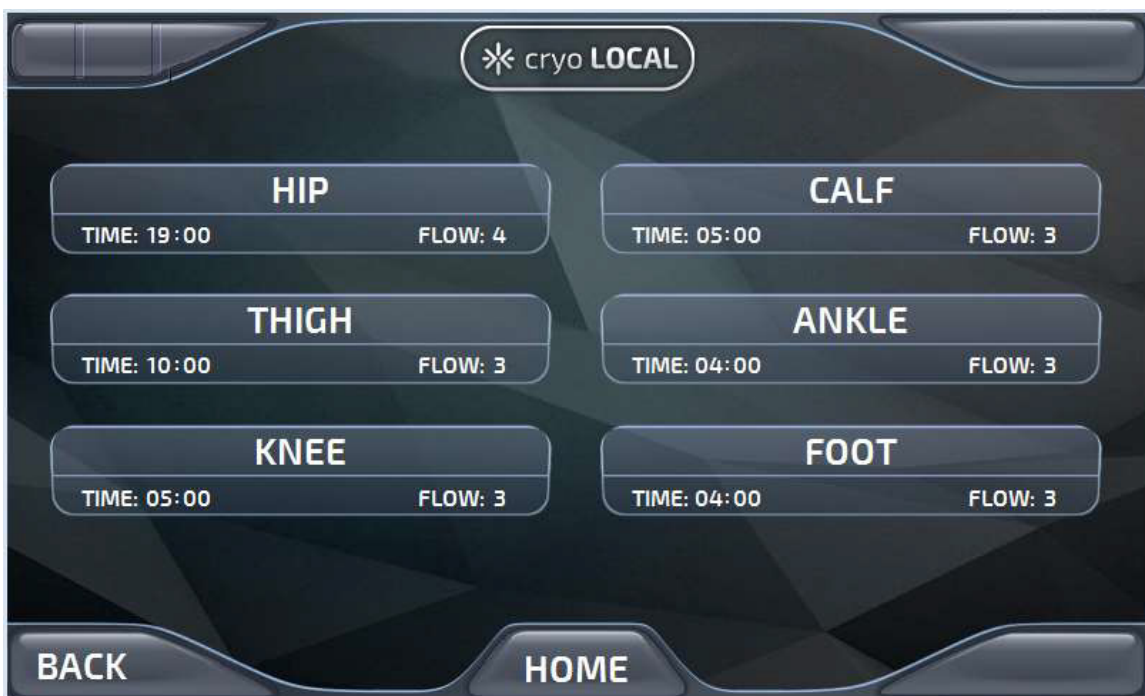 cryo LOCAL
HIP
TIME: 19:00 FLOW: 4
CALF
TIME: 05:00 FLOW: 3
THIGH
TIME: 10:00 FLOW: 3
ANKLE
TIME: 04:00 FLOW: 3
KNEE
TIME: 05:00 FLOW: 3
FOOT
TIME: 04:00 FLOW: 3
BACK
HOME